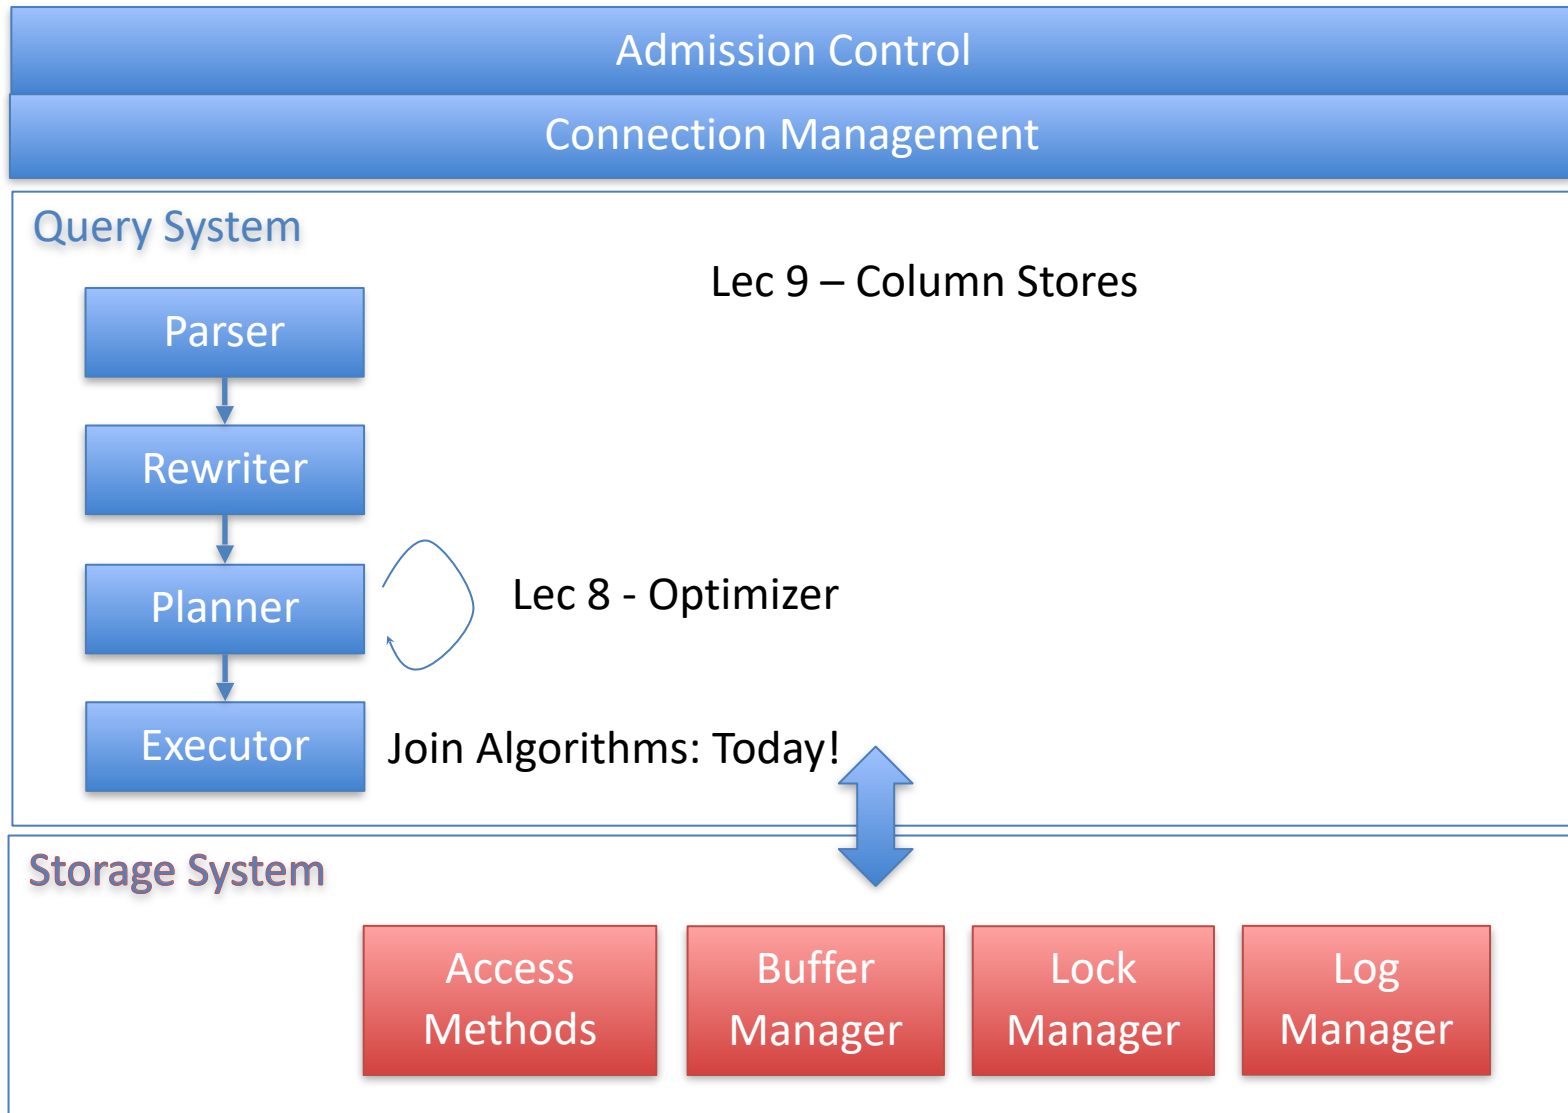 Admission Control
Connection Management
Query System
Lec 9 – Column Stores
Parser
Rewriter
Planner
Lec 8 - Optimizer
Executor
Join Algorithms: Today!
Storage System
Access
Methods
Buffer
Manager
Lock
Manager
Log
Manager